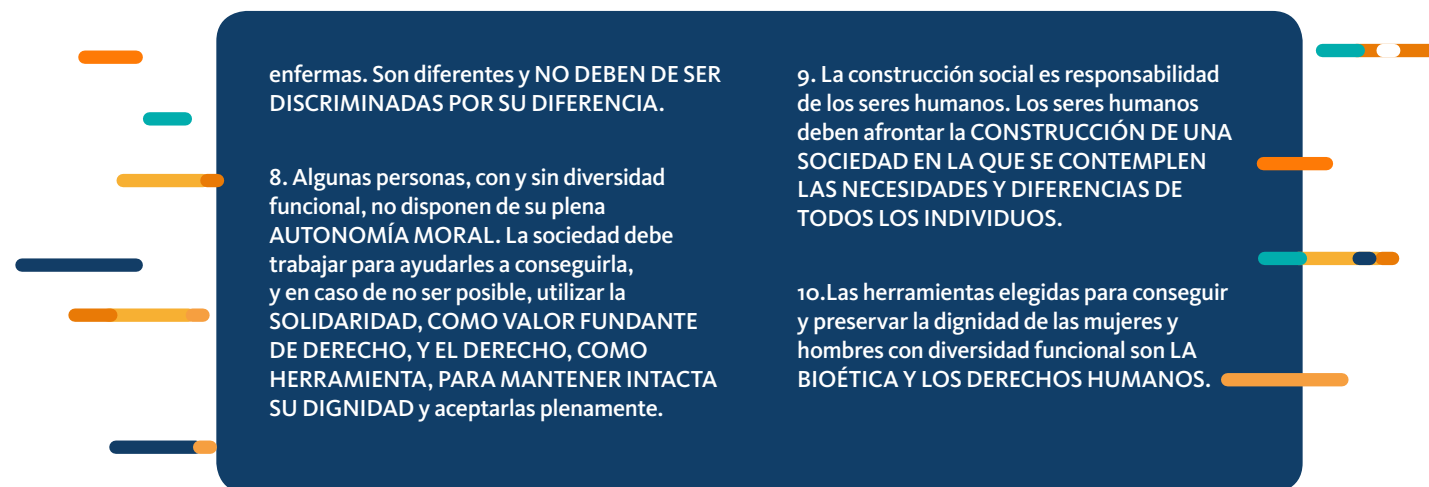 enfermas. Son diferentes y NO DEBEN DE SER
DISCRIMINADAS POR SU DIFERENCIA.
8. Algunas personas, con y sin diversidad
funcional, no disponen de su plena
AUTONOMÍA MORAL. La sociedad debe
trabajar para ayudarles a conseguirla,
y en caso de no ser posible, utilizar la
SOLIDARIDAD, COMO VALOR FUNDANTE
DE DERECHO, Y EL DERECHO, COMO
HERRAMIENTA, PARA MANTENER INTACTA
SU DIGNIDAD y aceptarlas plenamente.
9. La construcción social es responsabilidad
de los seres humanos. Los seres humanos
deben afrontar la CONSTRUCCIÓN DE UNA
SOCIEDAD EN LA QUE SE CONTEMPLEN
LAS NECESIDADES Y DIFERENCIAS DE
TODOS LOS INDIVIDUOS.
10.Las herramientas elegidas para conseguir
y preservar la dignidad de las mujeres y
hombres con diversidad funcional son LA
BIOÉTICA Y LOS DERECHOS HUMANOS.